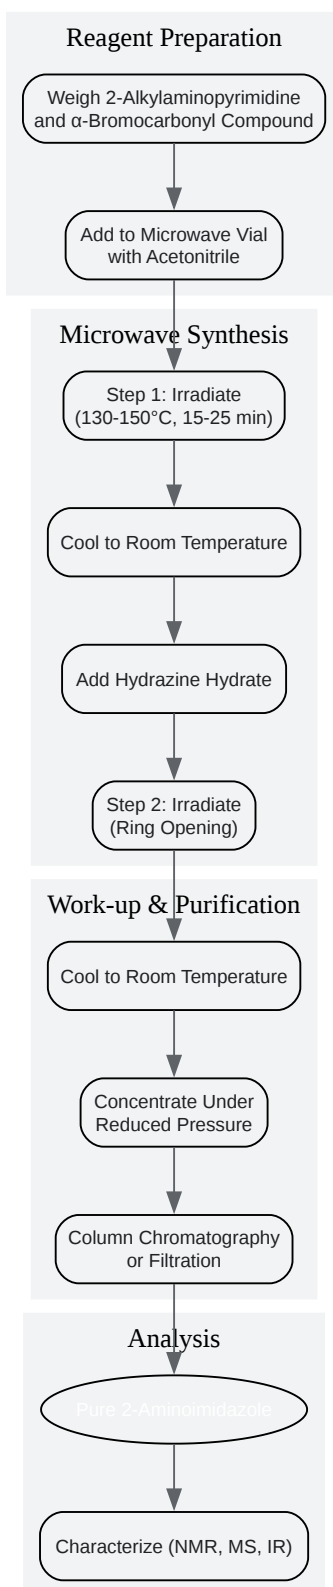 Reagent Preparation
Weigh 2-Alkylaminopyrimidine
and α-Bromocarbonyl Compound
Add to Microwave Vial
with Acetonitrile
Microwave Synthesis
Step 1: Irradiate
(130-150°C, 15-25 min)
Cool to Room Temperature
Add Hydrazine Hydrate
Step 2: Irradiate
(Ring Opening)
Work-up & Purification
Cool to Room Temperature
Concentrate Under
Reduced Pressure
Column Chromatography
or Filtration
Analysis
Pure 2-Aminoimidazole
Characterize (NMR, MS, IR)